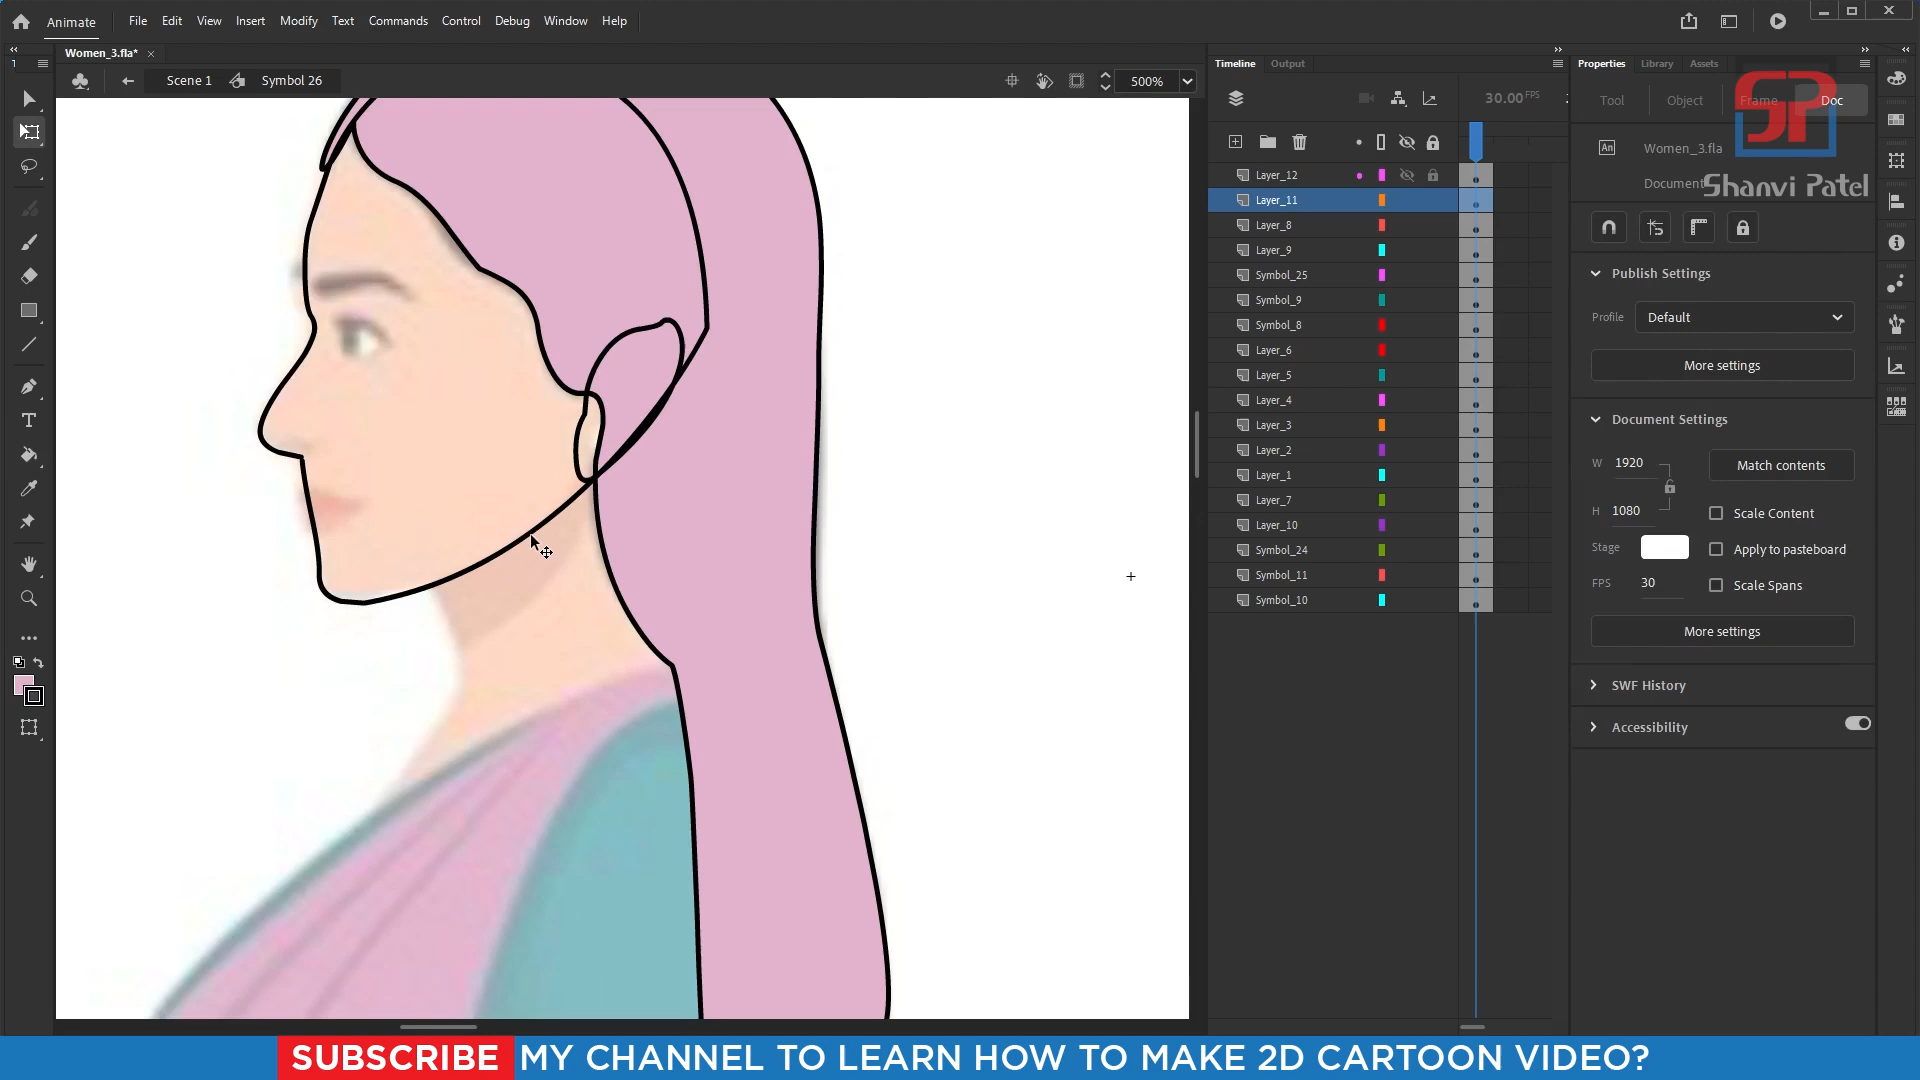 Animate File Edit View Insert Modify Text Commands Control Debug Window Help
Women_3.fla*
Scene 1 Symbol 26 500%
Timeline Output
30.00 FPS
Layer_12
Layer_11
Layer_8
Layer_9
Symbol_25
Symbol_9
Symbol_8
Layer_6
Layer_5
Layer_4
Layer_3
Layer_2
Layer_1
Layer_7
Layer_10
Symbol_24
Symbol_11
Symbol_10
Properties Library Assets
Tool Object Frame Doc
SP
An Women_3.fla
Document
Shanvi Patel
Publish Settings
Profile Default
More settings
Document Settings
W 1920 Match contents
H 1080 Scale Content
Stage Apply to pasteboard
FPS 30 Scale Spans
More settings
SWF History
Accessibility
SUBSCRIBE MY CHANNEL TO LEARN HOW TO MAKE 2D CARTOON VIDEO?